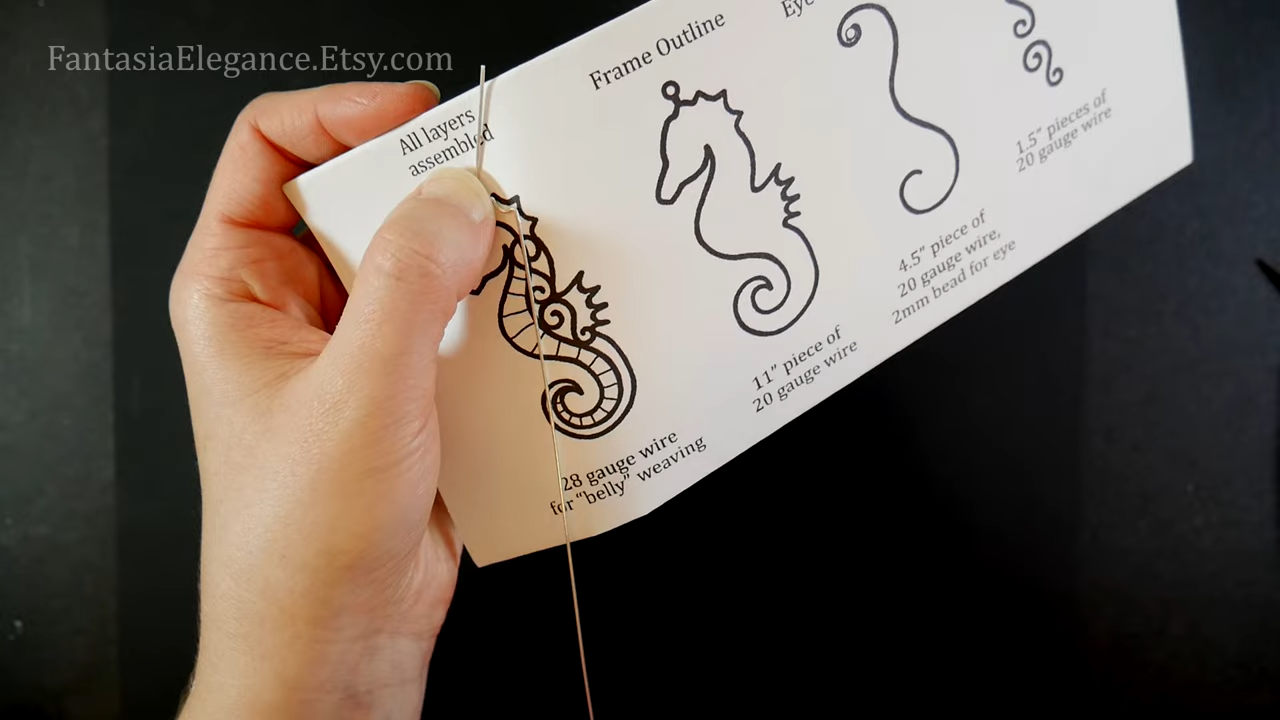 FantasiaElegance.Etsy.com
All layers
assembled
28 gauge wire
for “belly” weaving
Frame Outline
11” piece of
20 gauge wire
Eye
4.5” piece of
20 gauge wire,
2mm bead for eye
1.5” pieces of
20 gauge wire